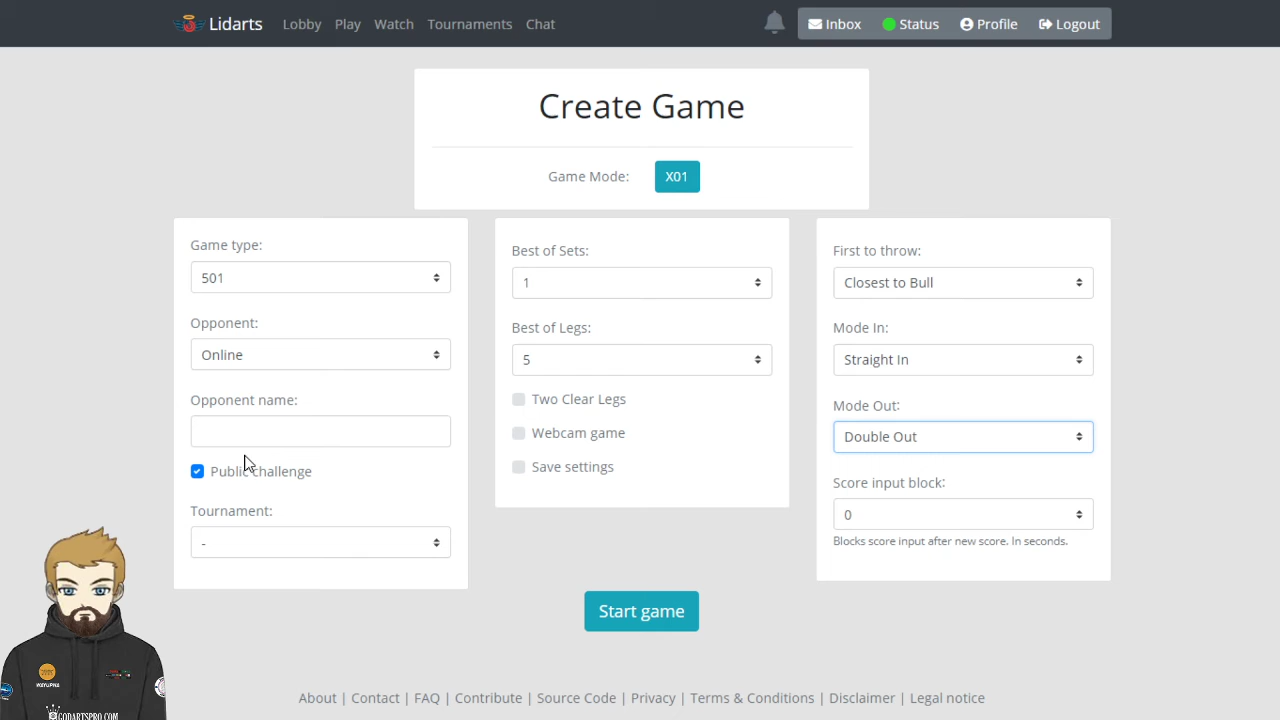 Lidarts Lobby Play Watch Tournaments Chat Inbox Status Profile Logout
Create Game
Game Mode: X01
Game type:
501
Opponent:
Online
Opponent name:
Public challenge
Tournament:
-
Best of Sets:
1
Best of Legs:
5
Two Clear Legs
Webcam game
Save settings
First to throw:
Closest to Bull
Mode In:
Straight In
Mode Out:
Double Out
Score input block:
0
Blocks score input after new score. In seconds.
Start game
GODARTSPRO.COM
About | Contact | FAQ | Contribute | Source Code | Privacy | Terms & Conditions | Disclaimer | Legal notice